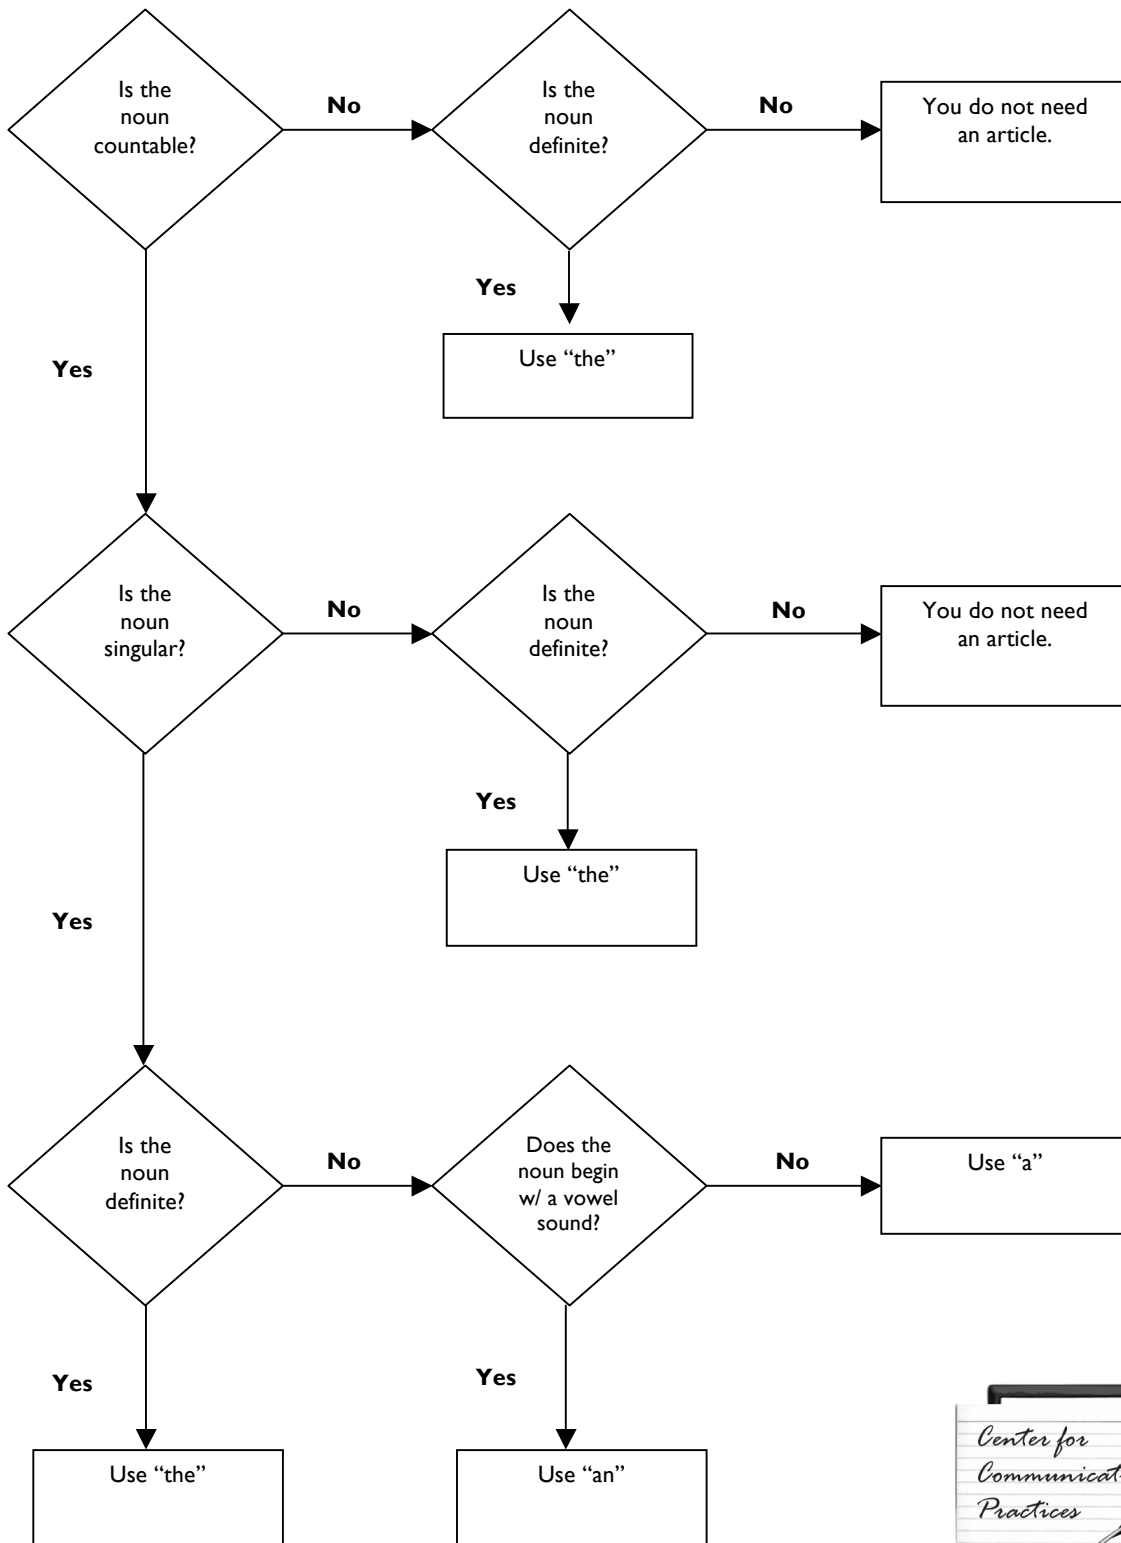 Is the
noun
countable?
No
Is the
noun
definite?
No
You do not need
an article.
Yes
Use “the”
Yes
Is the
noun
singular?
No
Is the
noun
definite?
No
You do not need
an article.
Yes
Use “the”
Yes
Is the
noun
definite?
No
Does the
noun begin
w/ a vowel
sound?
No
Use “a”
Yes
Use “the”
Yes
Use “an”
Center for
Communicat
Practices